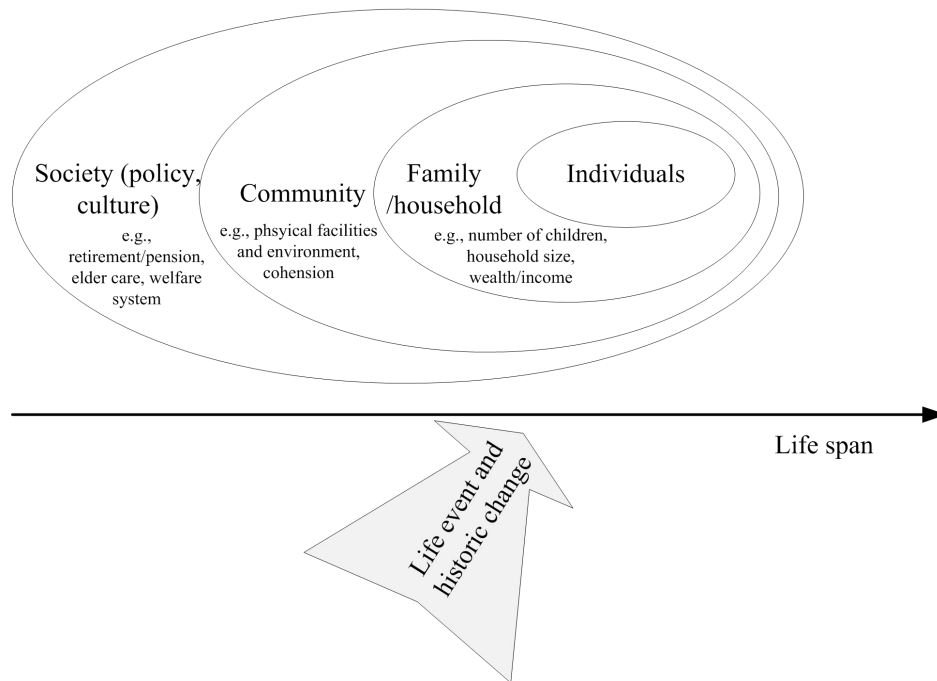 Society (policy,
culture)
e.g.,
retirement/pension,
elder care, welfare
system
Community
e.g., phsyical facilities
and environment,
cohension
Family
/household
e.g., number of children,
household size,
wealth/income
Individuals
Life span
Life event and
historic change